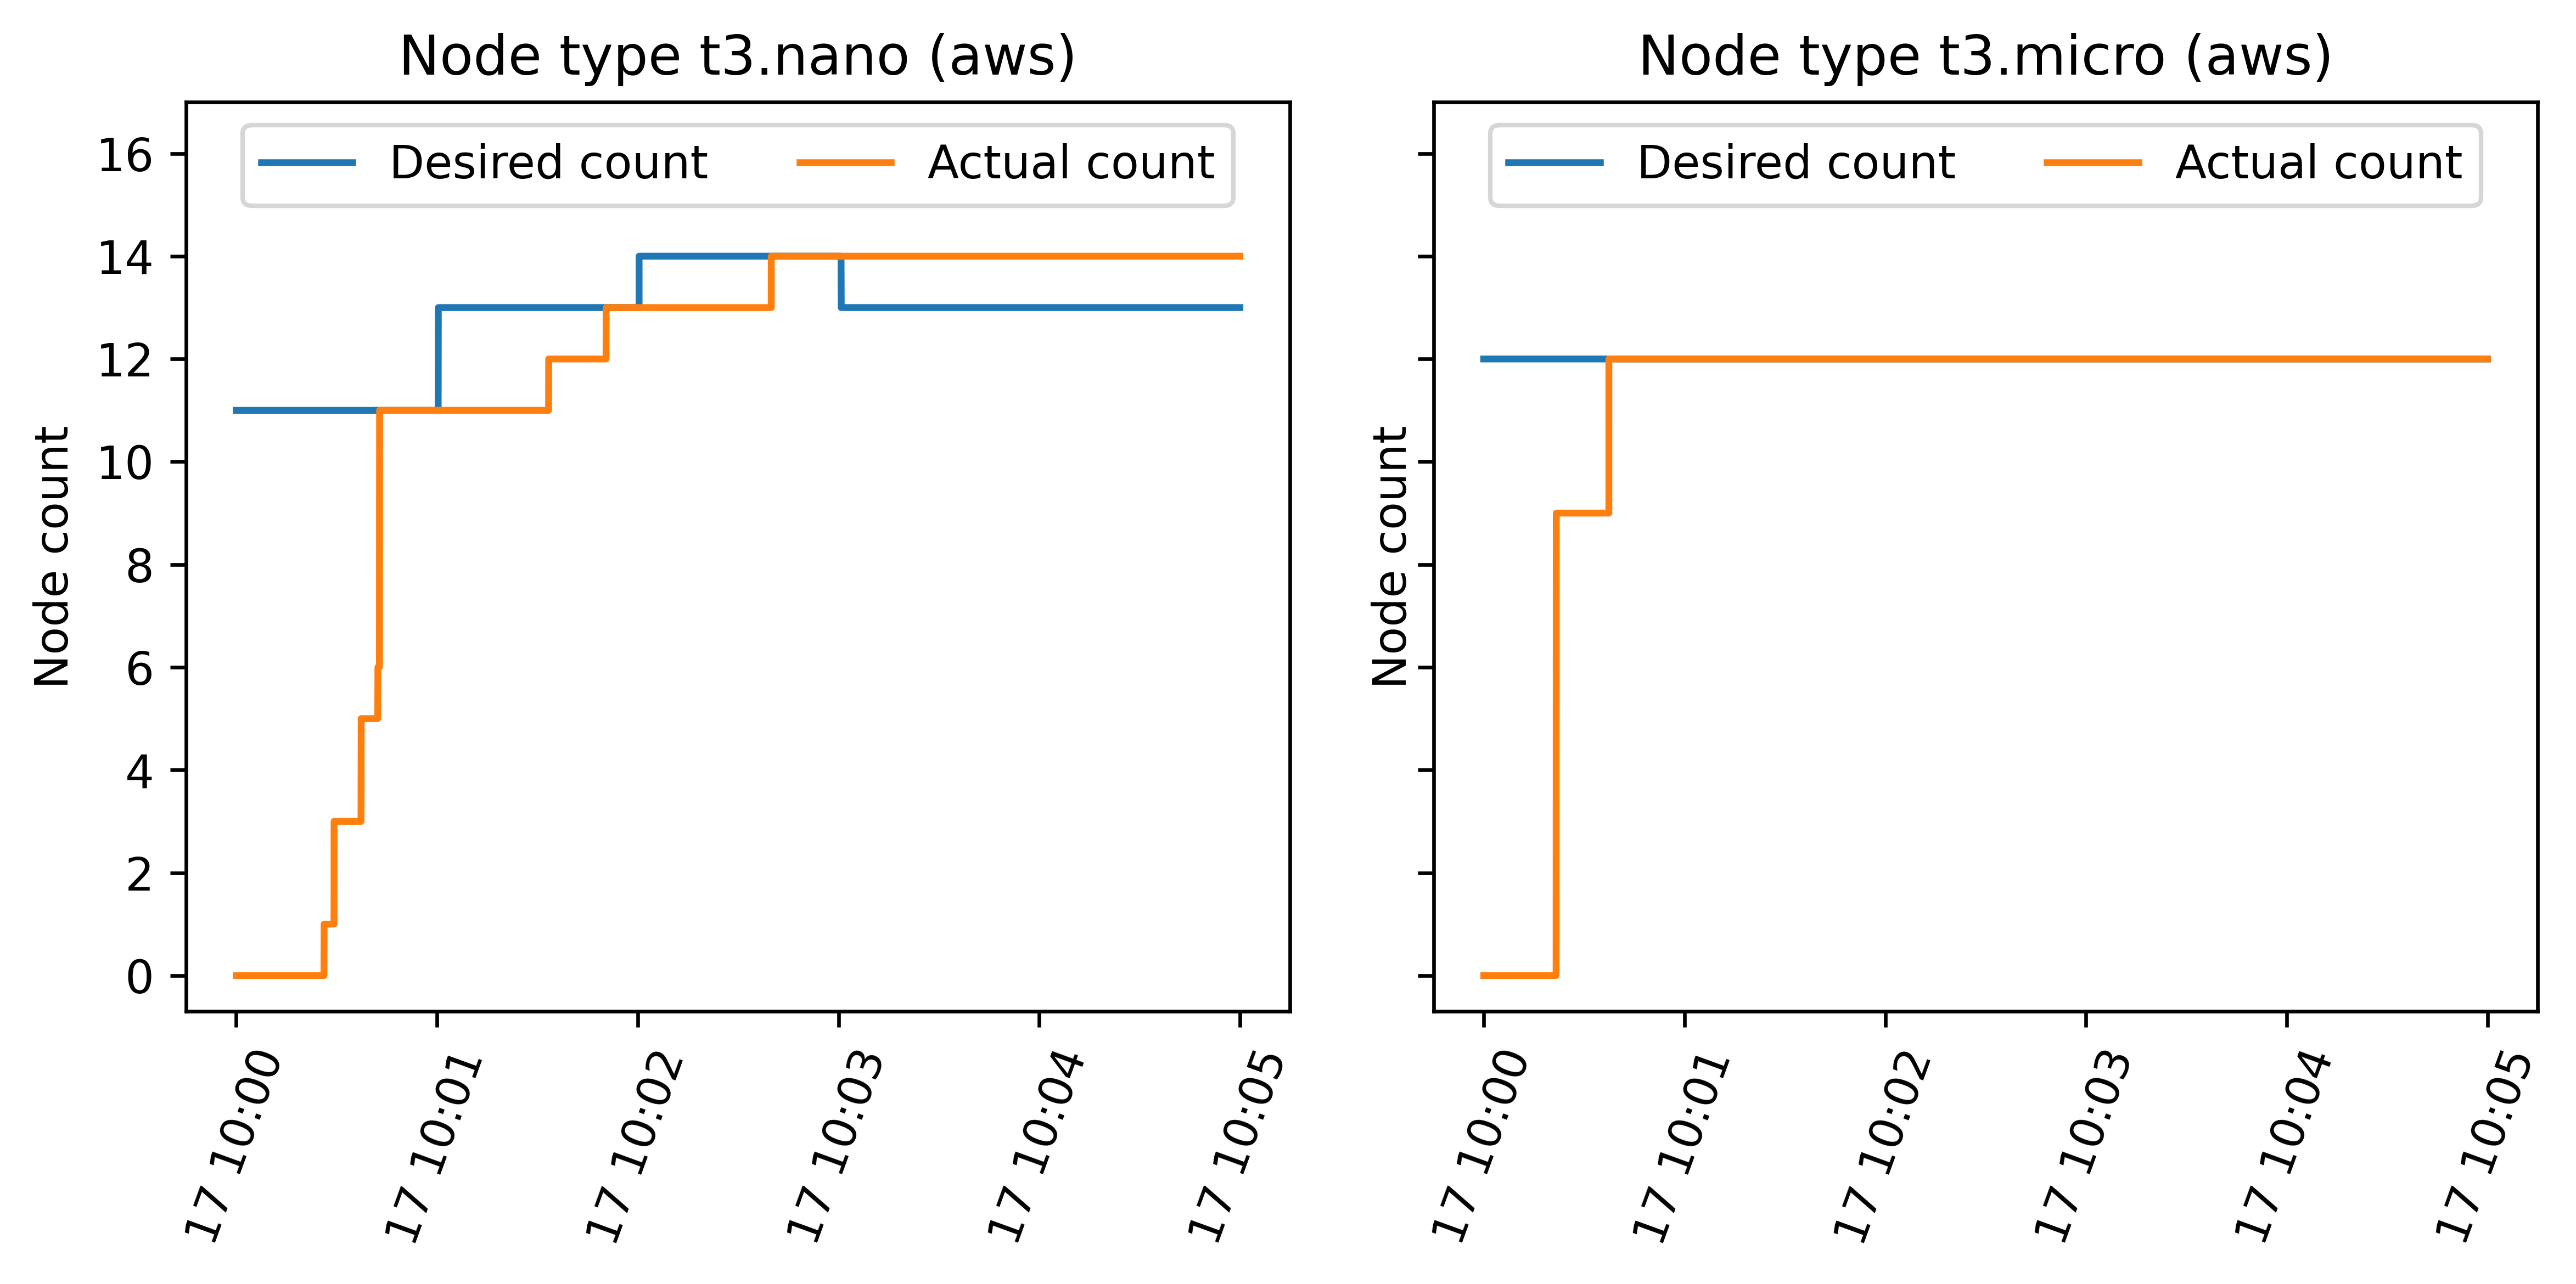 Node type t3.nano (aws)
Desired count
Actual count
Node count
16
14
12
10
8
6
4
2
0
17 10:00
17 10:01
17 10:02
17 10:03
17 10:04
17 10:05
Node type t3.micro (aws)
Desired count
Actual count
Node count
17 10:00
17 10:01
17 10:02
17 10:03
17 10:04
17 10:05